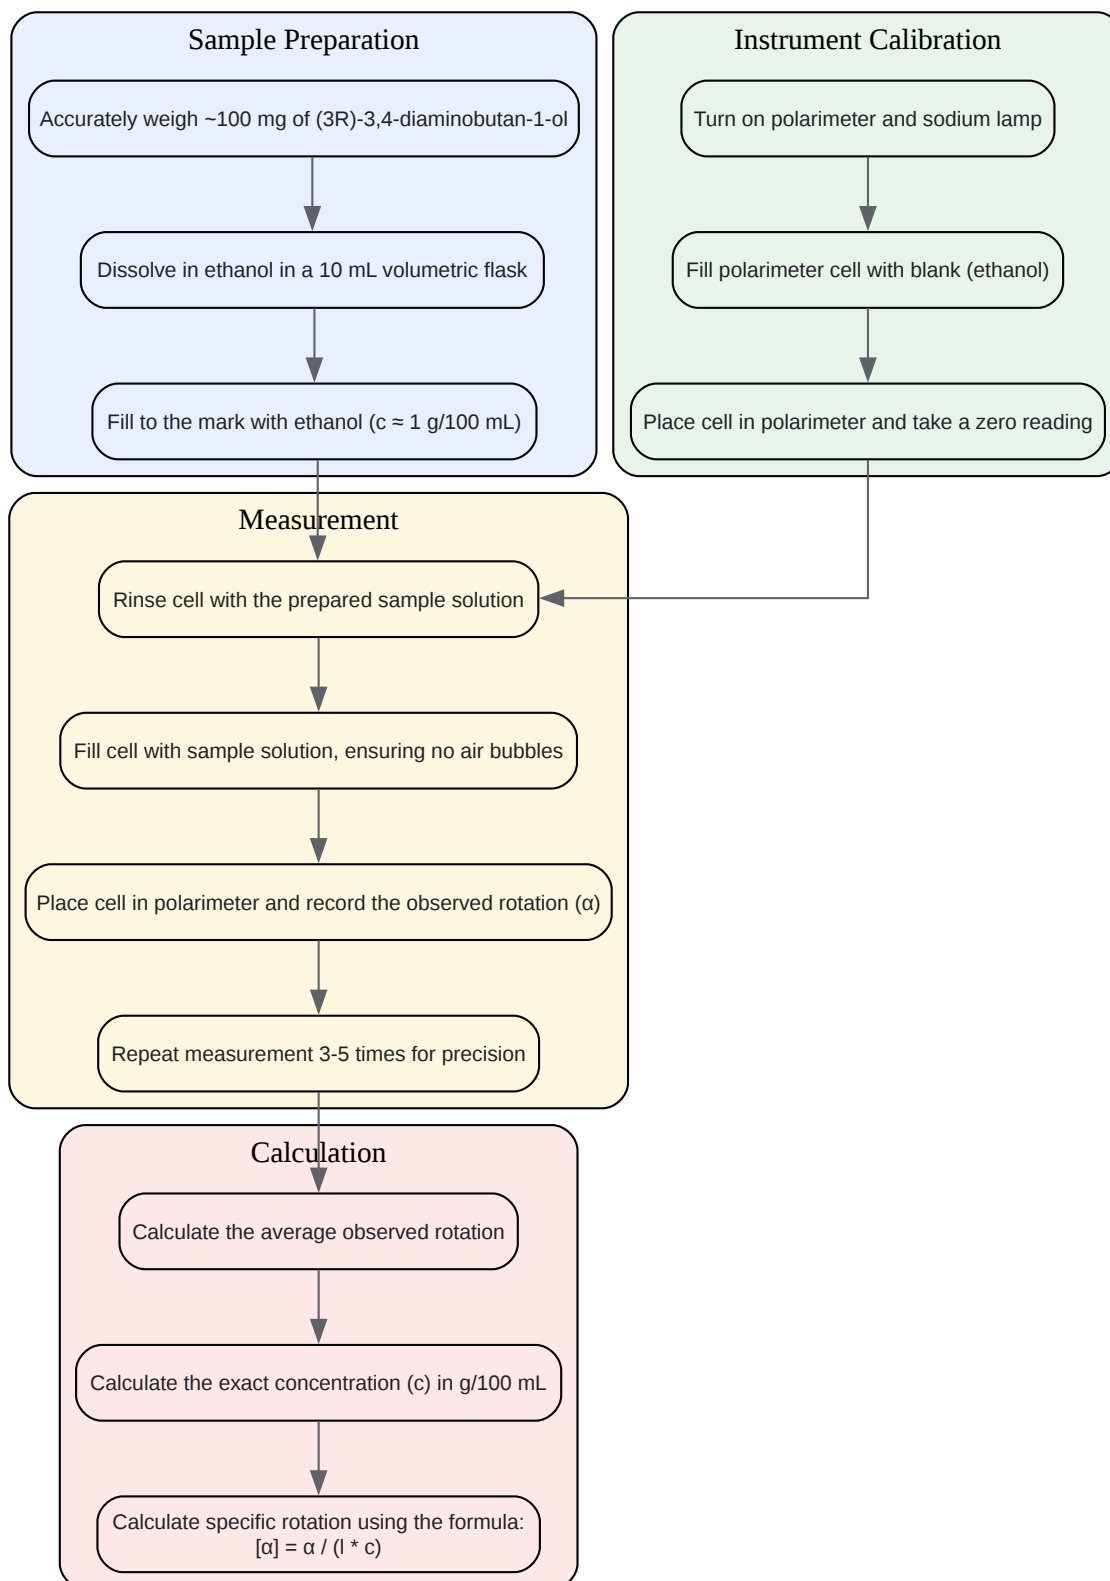 Sample Preparation
Accurately weigh ~100 mg of (3R)-3,4-diaminobutan-1-ol
Dissolve in ethanol in a 10 mL volumetric flask
Fill to the mark with ethanol (c ≈ 1 g/100 mL)
Instrument Calibration
Turn on polarimeter and sodium lamp
Fill polarimeter cell with blank (ethanol)
Place cell in polarimeter and take a zero reading
Measurement
Rinse cell with the prepared sample solution
Fill cell with sample solution, ensuring no air bubbles
Place cell in polarimeter and record the observed rotation (α)
Repeat measurement 3-5 times for precision
Calculation
Calculate the average observed rotation
Calculate the exact concentration (c) in g/100 mL
Calculate specific rotation using the formula:
[α] = α / (l * c)